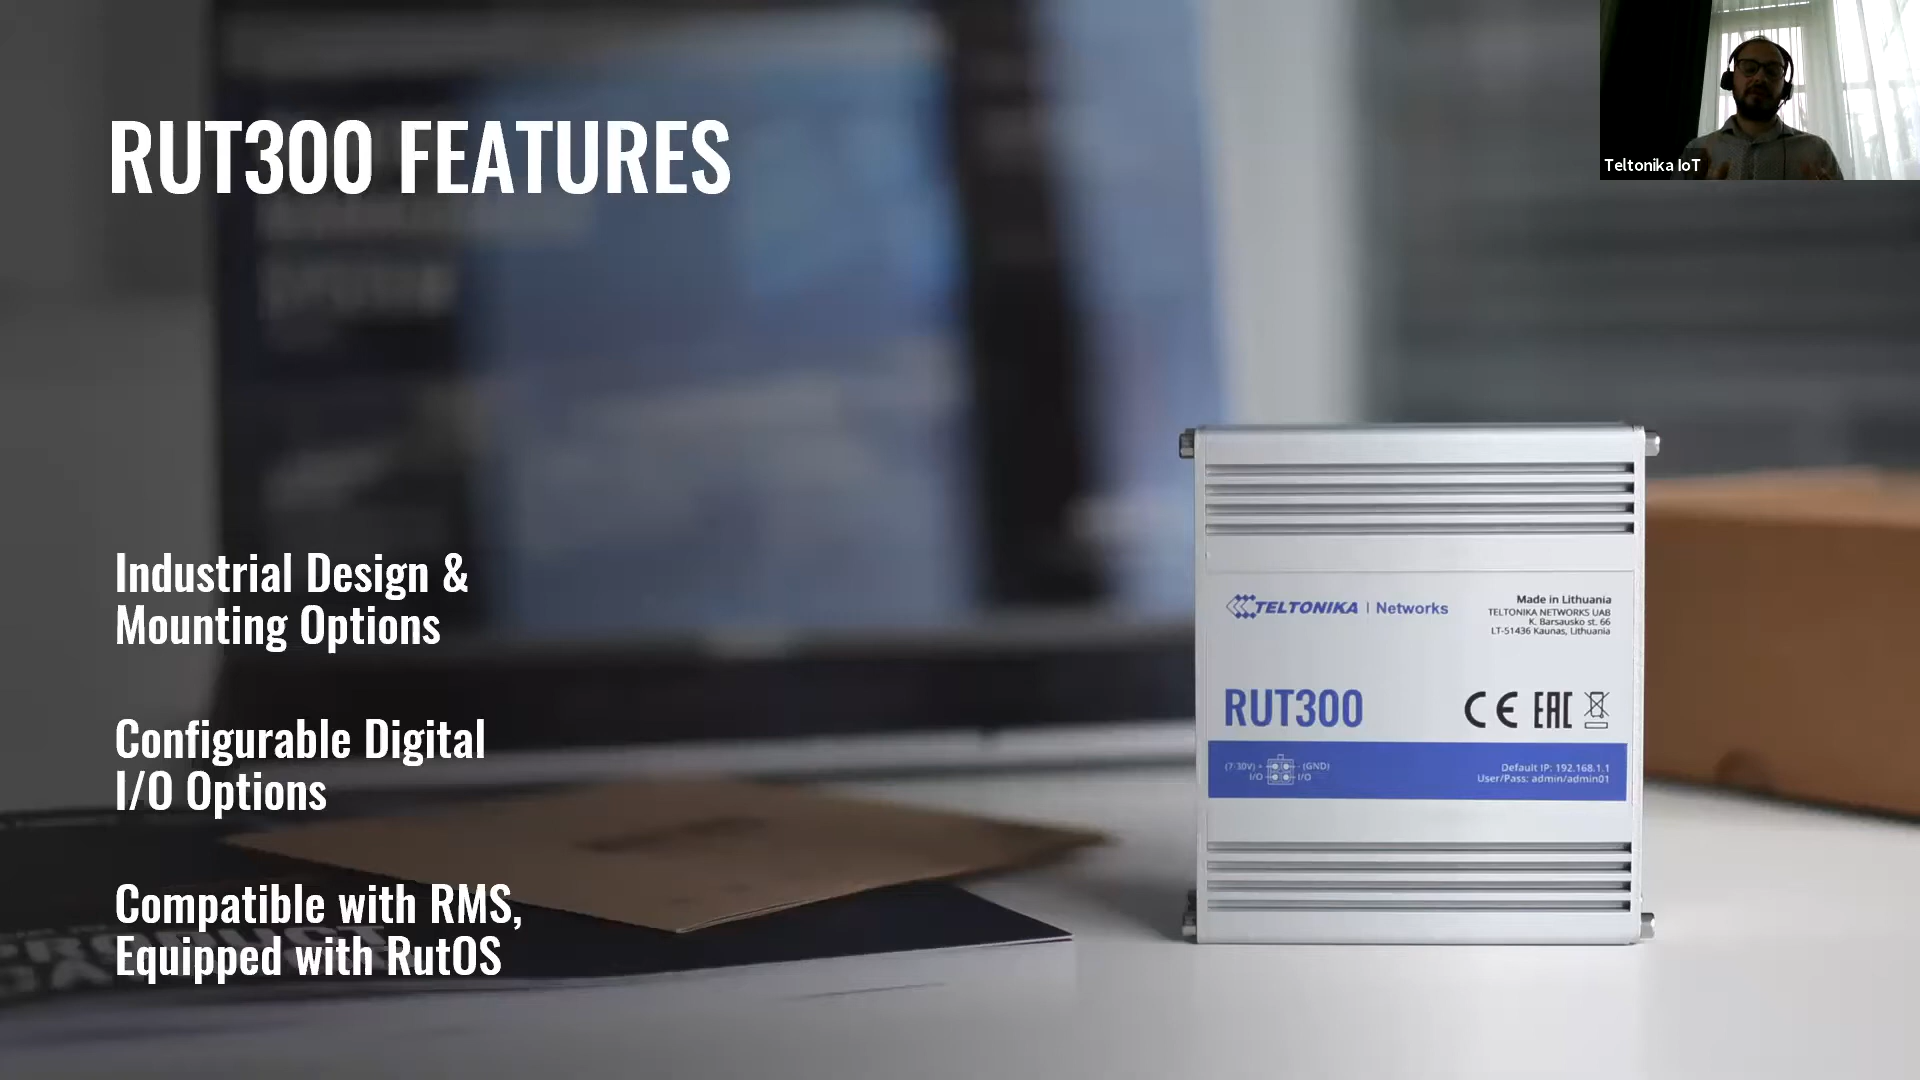 RUT300 FEATURES
Teltonika IoT
Industrial Design &
Mounting Options
Configurable Digital
I/O Options
Compatible with RMS,
Equipped with RutOS
TELTONIKA | Networks
Made in Lithuania
TELTONIKA NETWORKS UAB
K. Barsausko st. 66
LT-51436 Kaunas, Lithuania
RUT300
CE EAC
(7-30V) + - (GND)
I/O I/O
Default IP: 192.168.1.1
User/Pass: admin/admin01